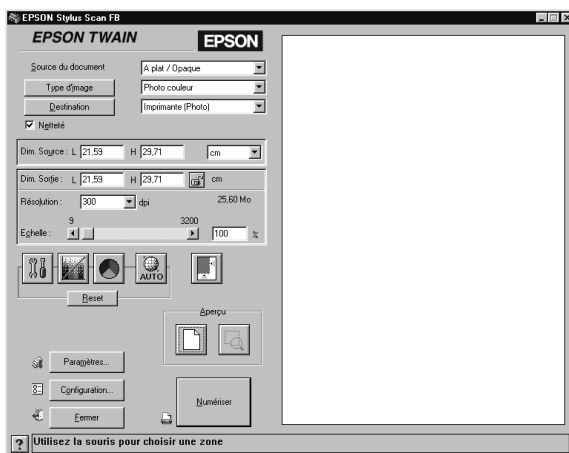 EPSON Stylus Scan FB
EPSON TWAIN
EPSON
Source du document
A plat / Opaque
Type d'image
Photo couleur
Destination
Imprimante (Photo)
Netteté
Dim. Source : L 21,59 H 29,71 cm
Dim. Sortie : L 21,59 H 29,71 cm
Résolution : 300 dpi 25,60 Mo
9 3200
Echelle : 100 %
AUTO
Reset
Aperçu
Paramètres...
Configuration...
Numériser
Fermer
? Utilisez la souris pour choisir une zone